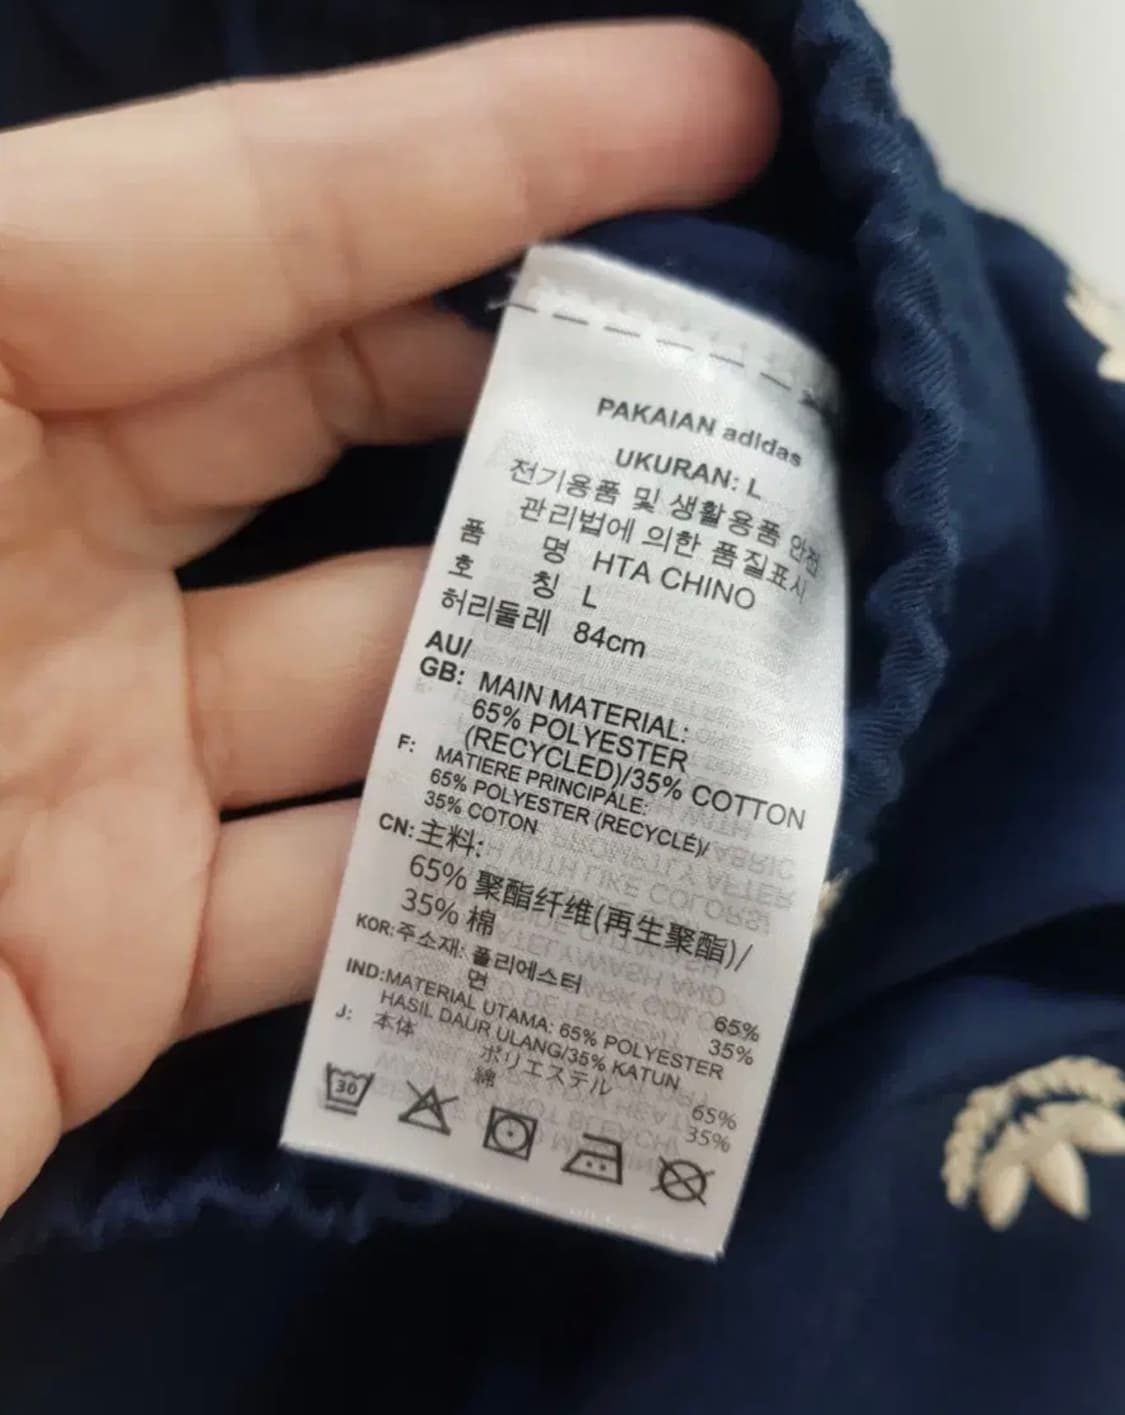 PAKAIAN adidas
UKURAN: L
전기용품 및 생활용품 안전
관리법에 의한 품질표시
품 명 HTA CHINO
호 칭 L
허리둘레 84cm
AU/
GB: MAIN MATERIAL:
65% POLYESTER
(RECYCLED)/35% COTTON
F: MATIERE PRINCIPALE:
65% POLYESTER (RECYCLÉ)/
35% COTON
CN: 主料:
65% 聚酯纤维(再生聚酯)/
35% 棉
KOR: 주소재: 폴리에스터 65%
면 35%
IND: MATERIAL UTAMA: 65% POLYESTER
HASIL DAUR ULANG/35% KATUN
J: 本体 ポリエステル 65%
綿 35%
30